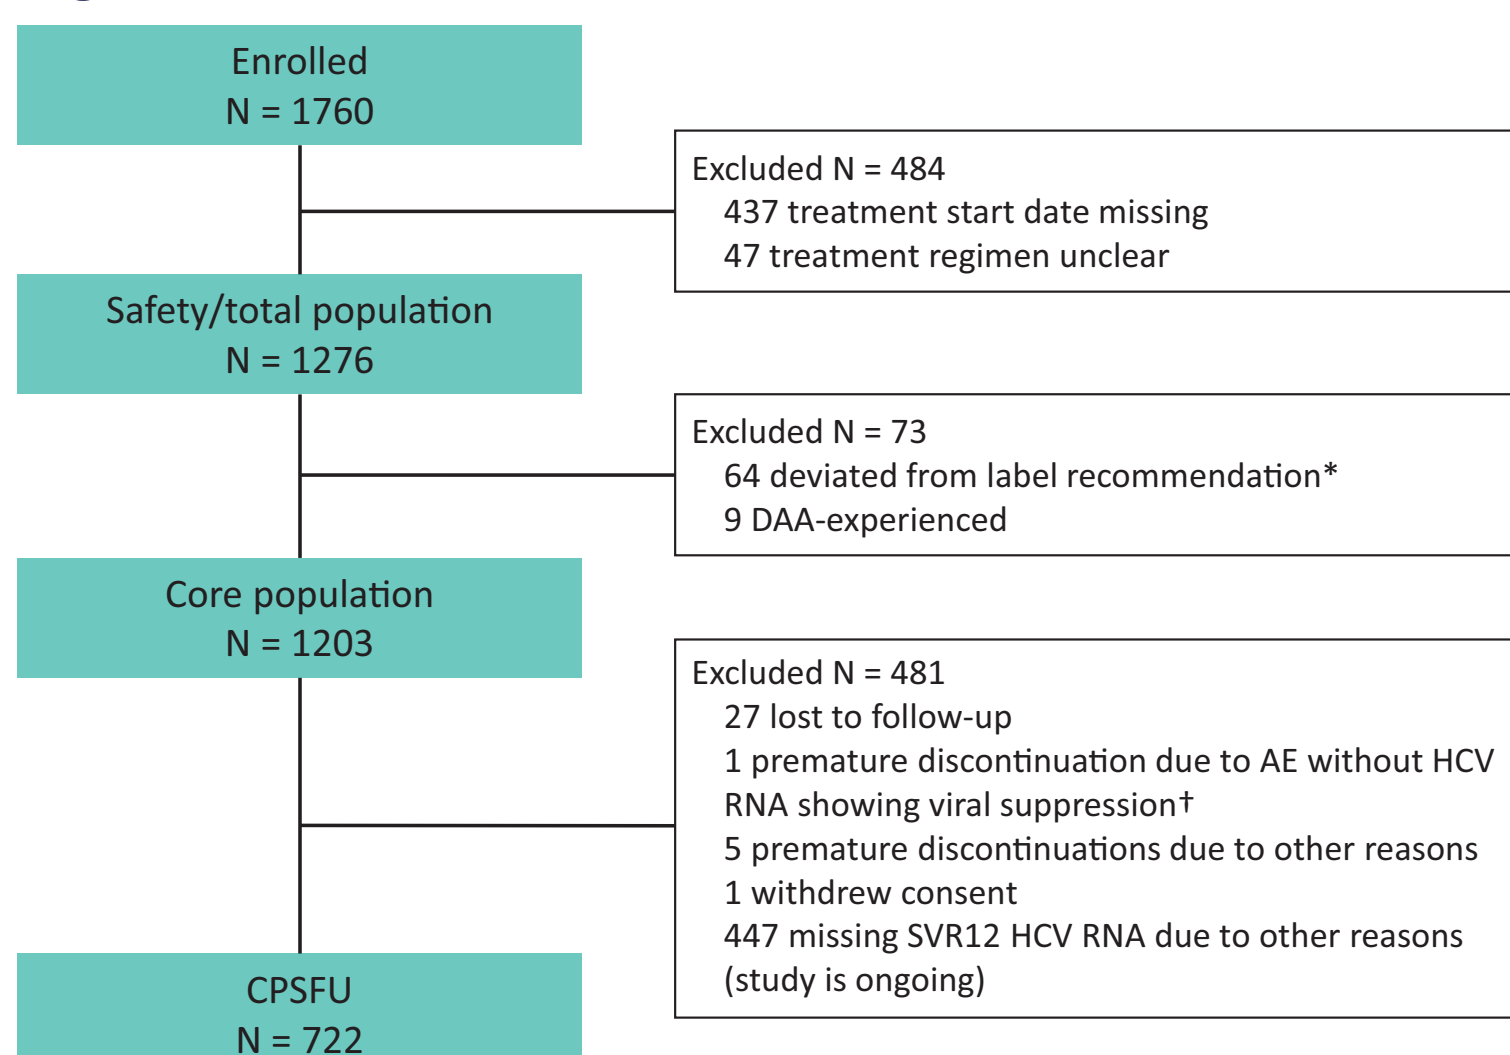 Enrolled
N = 1760
Excluded N = 484
437 treatment start date missing
47 treatment regimen unclear
Safety/total population
N = 1276
Excluded N = 73
64 deviated from label recommendation*
9 DAA-experienced
Core population
N = 1203
Excluded N = 481
27 lost to follow-up
1 premature discontinuation due to AE without HCV
RNA showing viral suppression†
5 premature discontinuations due to other reasons
1 withdrew consent
447 missing SVR12 HCV RNA due to other reasons
(study is ongoing)
CPSFU
N = 722